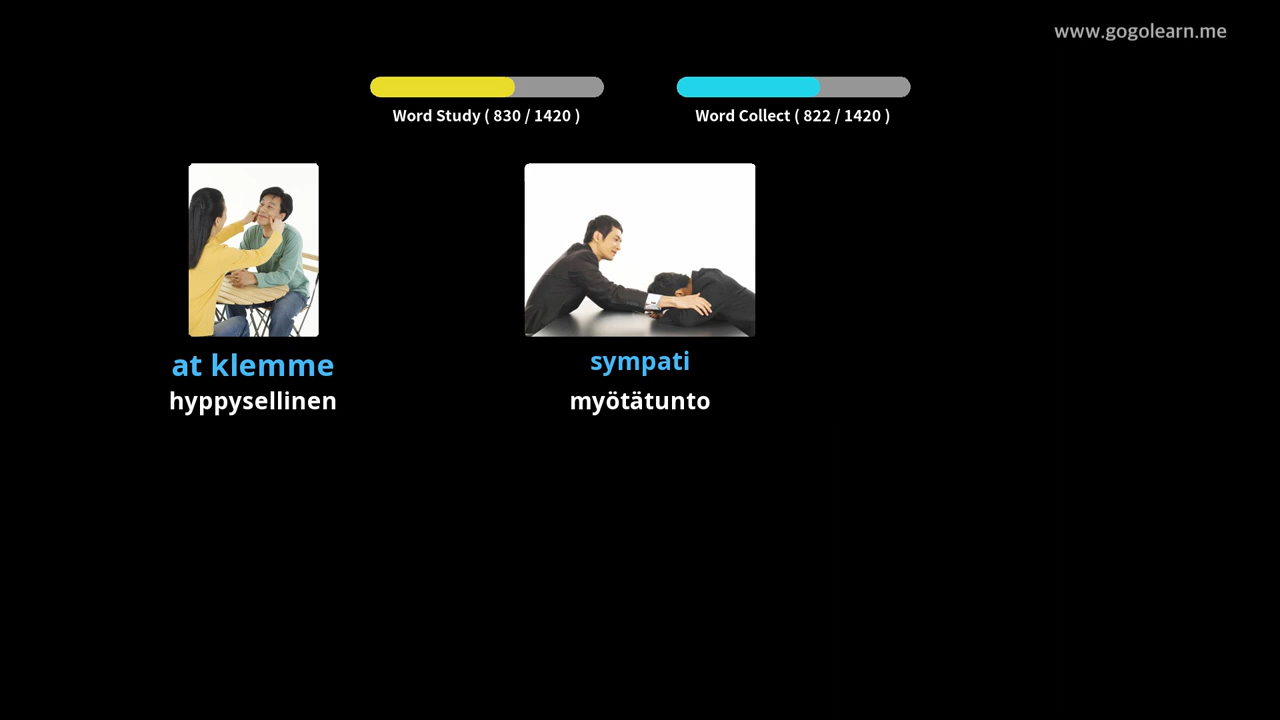 www.gogolearn.me
Word Study ( 830 / 1420 )
Word Collect ( 822 / 1420 )
at klemme
hyppysellinen
sympati
myötätunto